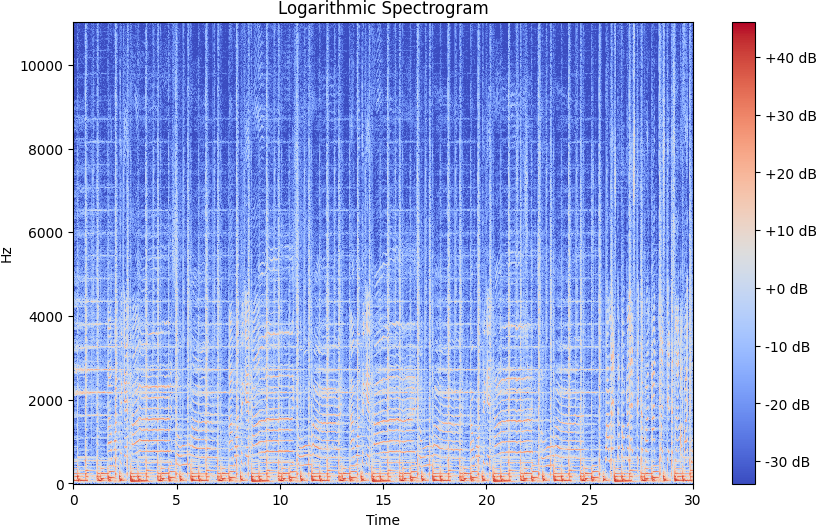 Logarithmic Spectrogram
Hz
10000
8000
6000
4000
2000
0
0 5 10 15 20 25 30
Time
+40 dB
+30 dB
+20 dB
+10 dB
+0 dB
-10 dB
-20 dB
-30 dB